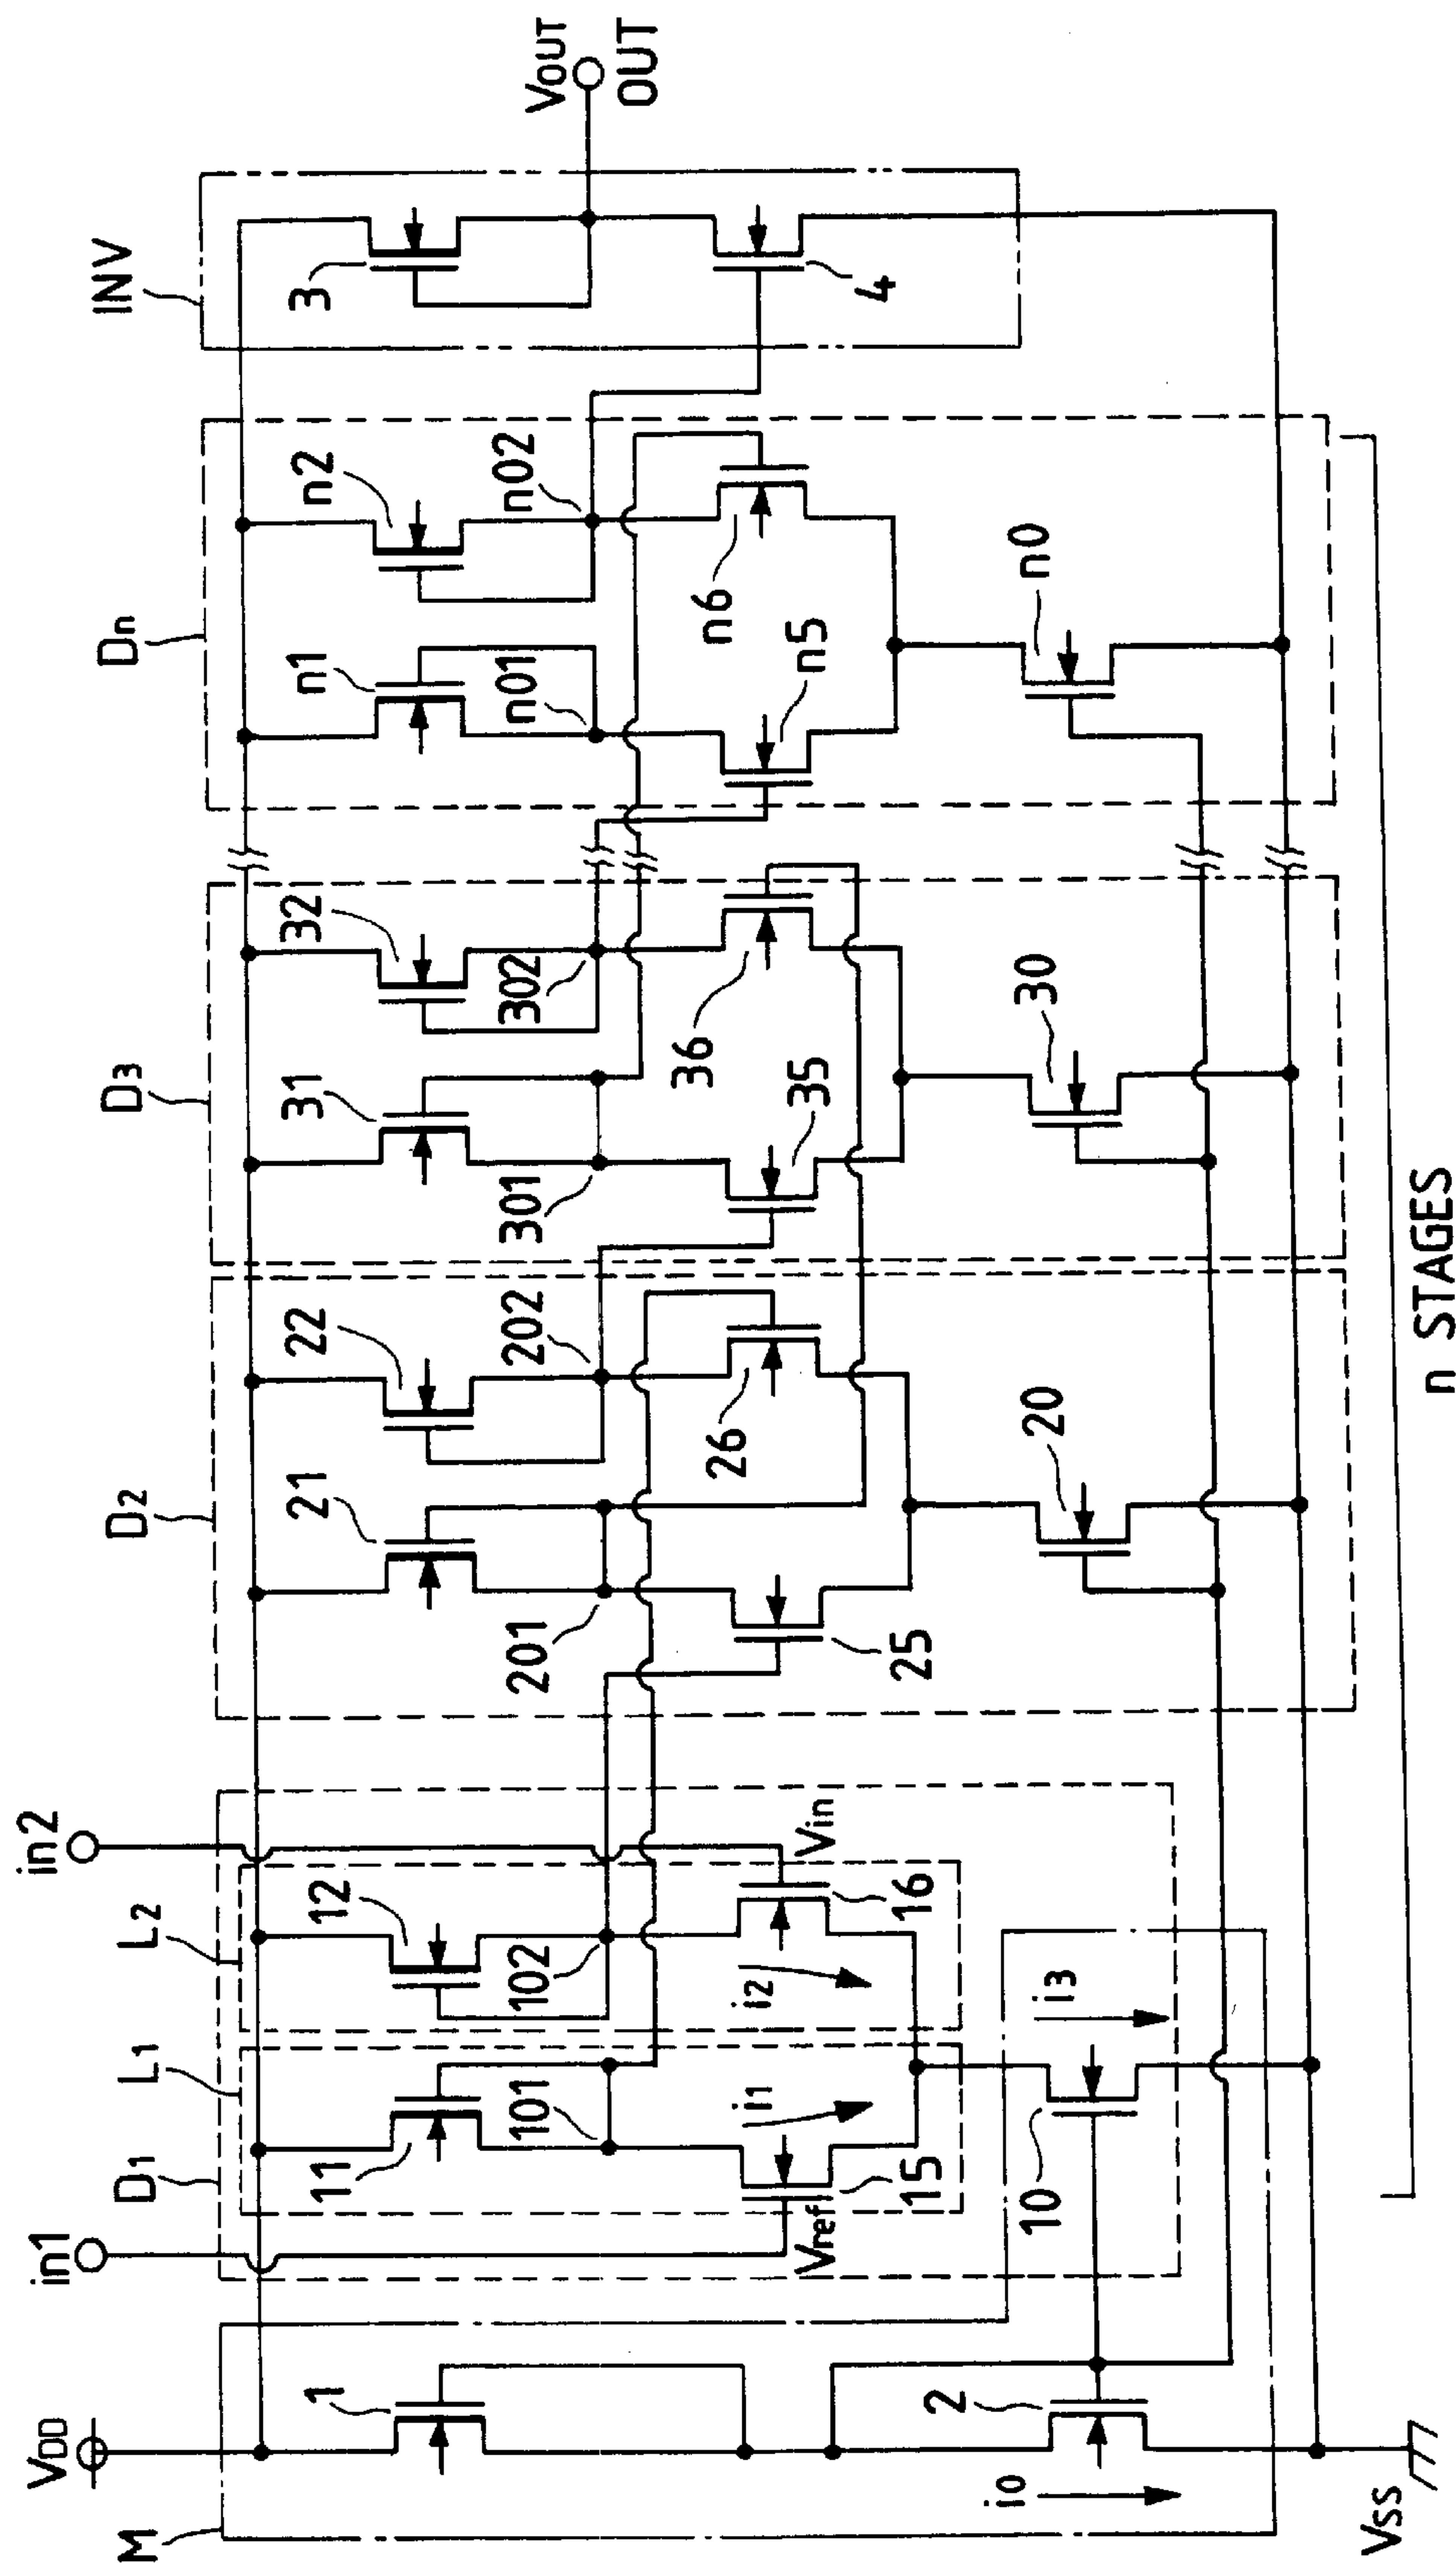 M
VDD
1
2
i0
VSS
in1
in2
D1
L1
L2
11
12
101
102
i1
i2
Vref
Vin
15
16
10
i3
D2
21
22
201
202
25
26
20
D3
31
32
301
302
35
36
30
Dn
n1
n2
n01
n02
n5
n6
n0
INV
3
4
VOUT
OUT
n STAGES